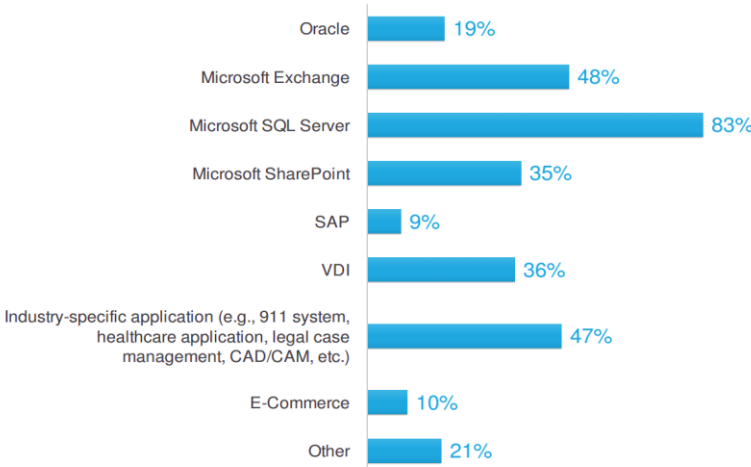 Oracle 19%
Microsoft Exchange 48%
Microsoft SQL Server 83%
Microsoft SharePoint 35%
SAP 9%
VDI 36%
Industry-specific application (e.g., 911 system,
healthcare application, legal case 47%
management, CAD/CAM, etc.)
E-Commerce 10%
Other 21%